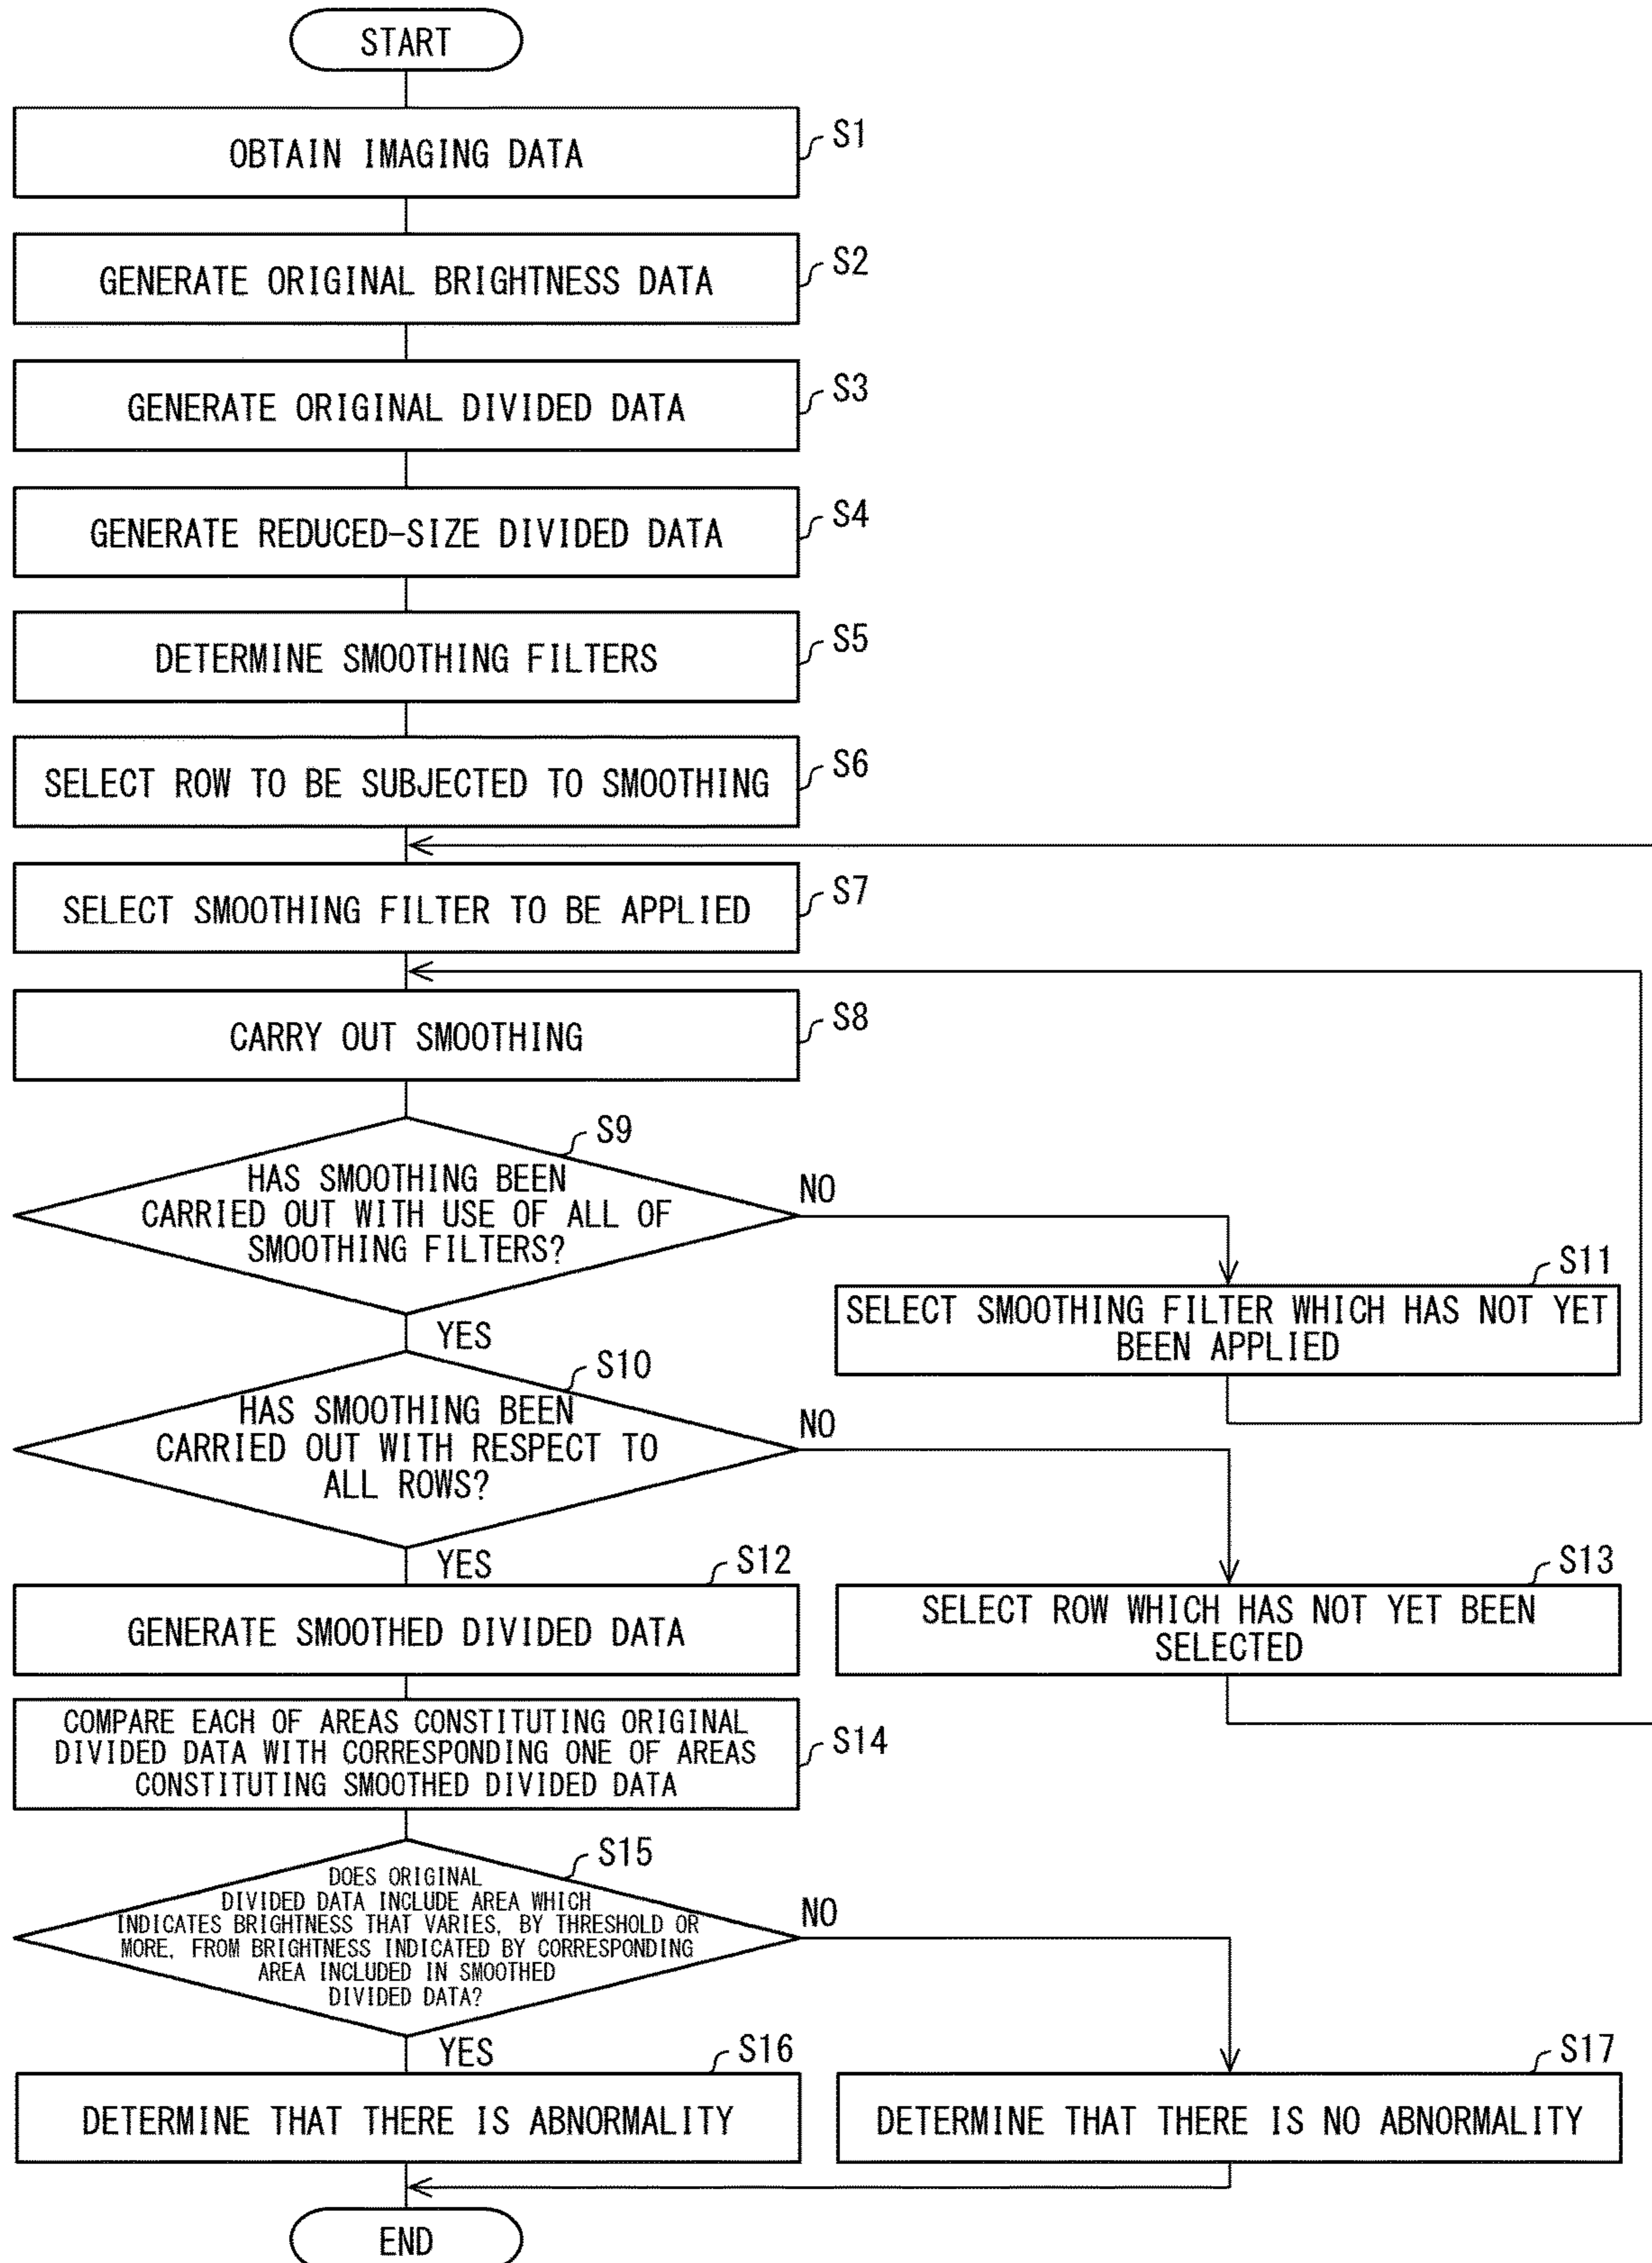 START
OBTAIN IMAGING DATA
S1
GENERATE ORIGINAL BRIGHTNESS DATA
S2
GENERATE ORIGINAL DIVIDED DATA
S3
GENERATE REDUCED-SIZE DIVIDED DATA
S4
DETERMINE SMOOTHING FILTERS
S5
SELECT ROW TO BE SUBJECTED TO SMOOTHING
S6
SELECT SMOOTHING FILTER TO BE APPLIED
S7
CARRY OUT SMOOTHING
S8
S9
HAS SMOOTHING BEEN
CARRIED OUT WITH USE OF ALL OF
SMOOTHING FILTERS?
NO
YES
S11
SELECT SMOOTHING FILTER WHICH HAS NOT YET
BEEN APPLIED
S10
HAS SMOOTHING BEEN
CARRIED OUT WITH RESPECT TO
ALL ROWS?
NO
YES
S12
GENERATE SMOOTHED DIVIDED DATA
S13
SELECT ROW WHICH HAS NOT YET BEEN
SELECTED
COMPARE EACH OF AREAS CONSTITUTING ORIGINAL
DIVIDED DATA WITH CORRESPONDING ONE OF AREAS
CONSTITUTING SMOOTHED DIVIDED DATA
S14
S15
DOES ORIGINAL
DIVIDED DATA INCLUDE AREA WHICH
INDICATES BRIGHTNESS THAT VARIES, BY THRESHOLD OR
MORE, FROM BRIGHTNESS INDICATED BY CORRESPONDING
AREA INCLUDED IN SMOOTHED
DIVIDED DATA?
NO
YES
S16
DETERMINE THAT THERE IS ABNORMALITY
S17
DETERMINE THAT THERE IS NO ABNORMALITY
END